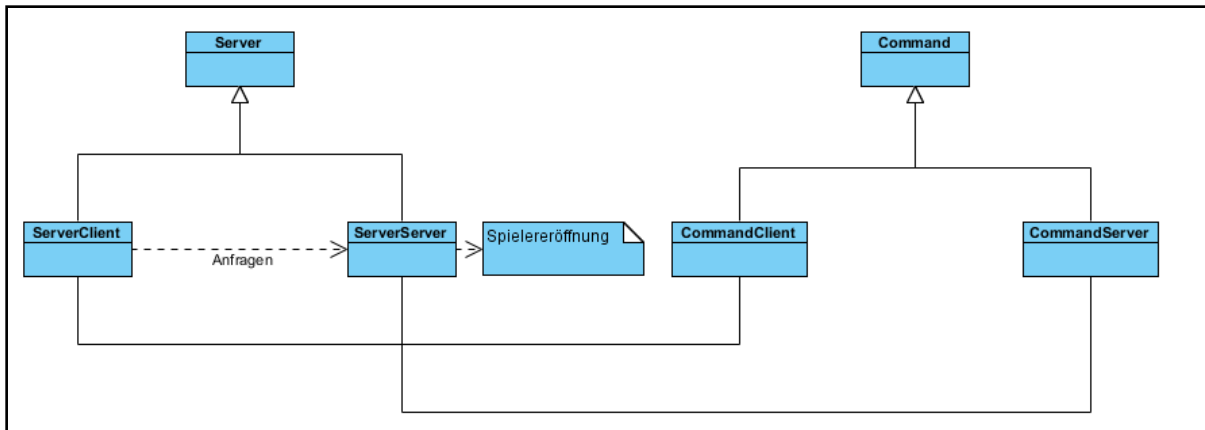 Server
Command
ServerClient
Anfragen
ServerServer
Spielereröffnung
CommandClient
CommandServer